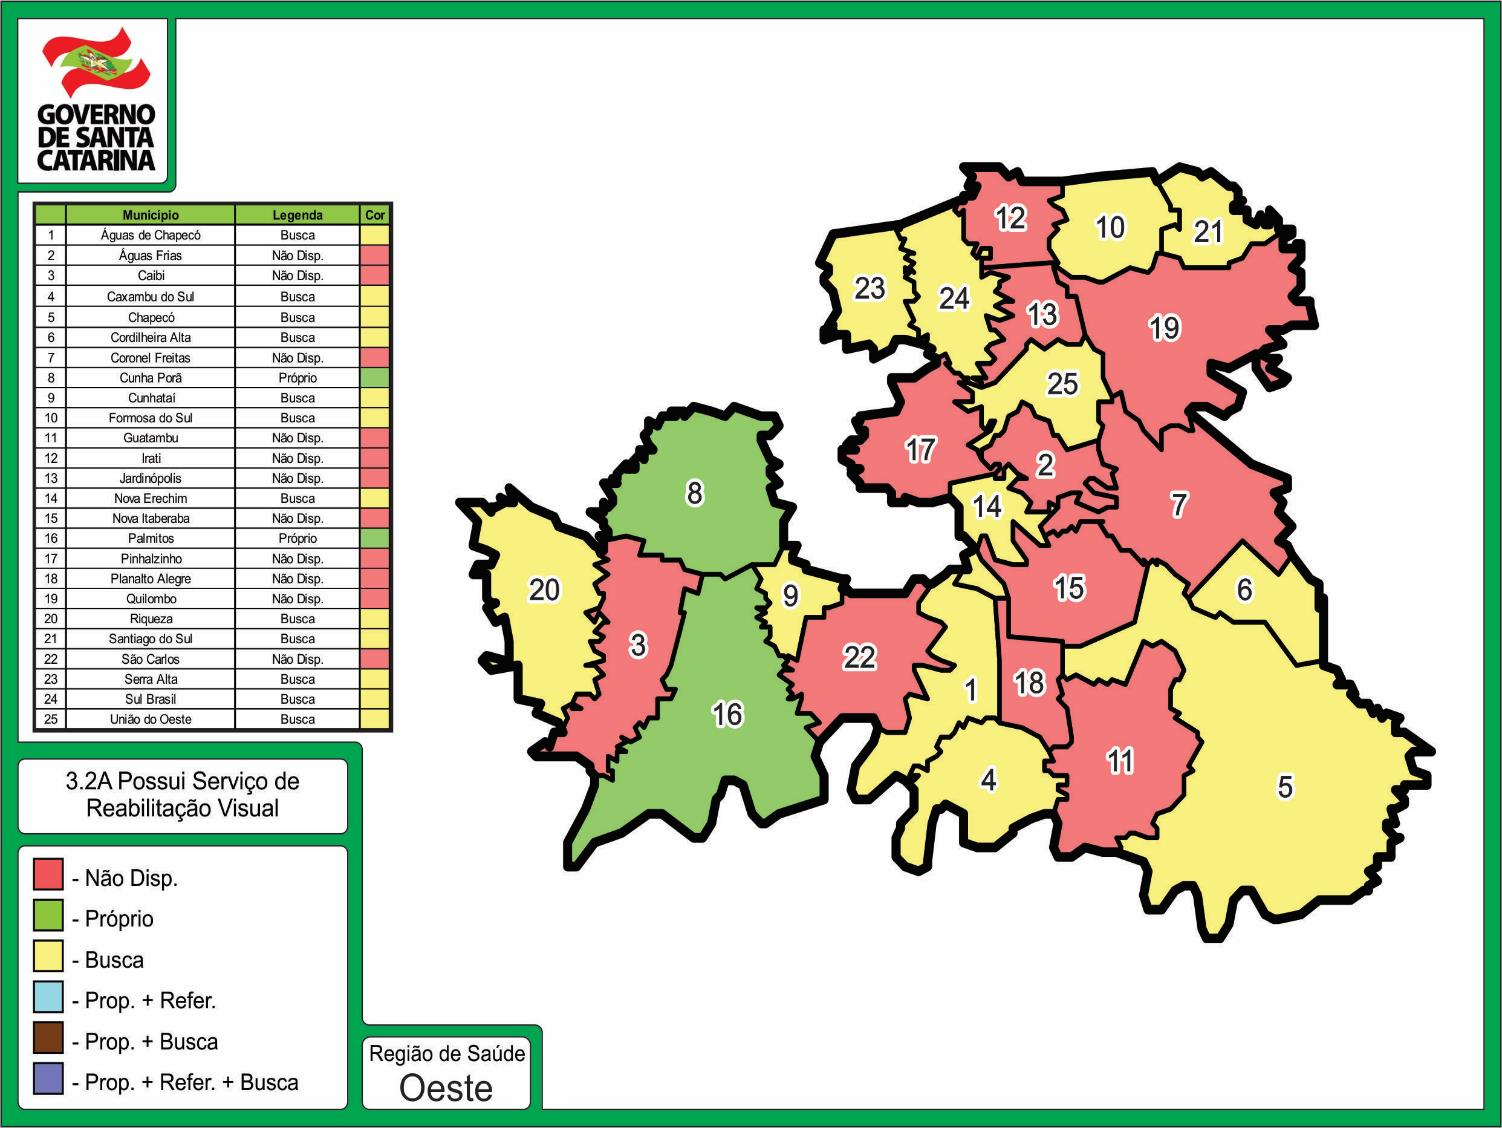 GOVERNO
DE SANTA
CATARINA
Município Legenda Cor
1 Águas de Chapecó Busca
2 Águas Frias Não Disp.
3 Caibi Não Disp.
4 Caxambu do Sul Busca
5 Chapecó Busca
6 Cordilheira Alta Busca
7 Coronel Freitas Não Disp.
8 Cunha Porã Próprio
9 Cunhataí Busca
10 Formosa do Sul Busca
11 Guatambu Não Disp.
12 Irati Não Disp.
13 Jardinópolis Não Disp.
14 Nova Erechim Busca
15 Nova Itaberaba Não Disp.
16 Palmitos Próprio
17 Pinhalzinho Não Disp.
18 Planalto Alegre Não Disp.
19 Quilombo Não Disp.
20 Riqueza Busca
21 Santiago do Sul Busca
22 São Carlos Não Disp.
23 Serra Alta Busca
24 Sul Brasil Busca
25 União do Oeste Busca
12
10
21
23
24
13
19
25
17
2
8
14
7
20
9
15
6
3
22
1
18
16
11
4
5
3.2A Possui Serviço de
Reabilitação Visual
- Não Disp.
- Próprio
- Busca
- Prop. + Refer.
- Prop. + Busca
- Prop. + Refer. + Busca
Região de Saúde
Oeste